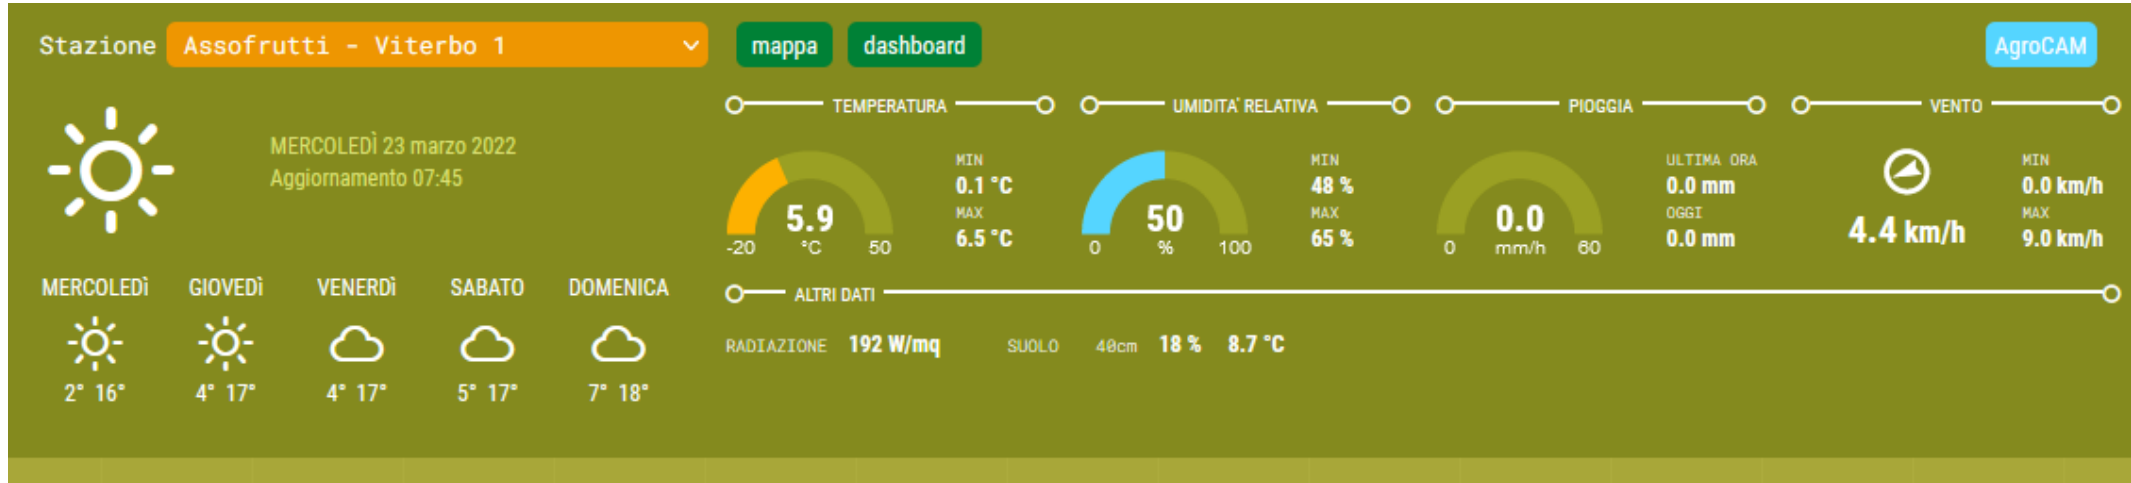 Stazione Assofrutti - Viterbo 1 mappa dashboard AgroCAM
MERCOLEDÌ 23 marzo 2022
Aggiornamento 07:45
MERCOLEDÌ GIOVEDÌ VENERDÌ SABATO DOMENICA
2° 16° 4° 17° 4° 17° 5° 17° 7° 18°
TEMPERATURA
5.9
°C
-20 50
MIN
0.1 °C
MAX
6.5 °C
UMIDITA' RELATIVA
50
%
0 100
MIN
48 %
MAX
65 %
PIOGGIA
0.0
mm/h
0 60
ULTIMA ORA
0.0 mm
OGGI
0.0 mm
VENTO
4.4 km/h
MIN
0.0 km/h
MAX
9.0 km/h
ALTRI DATI
RADIAZIONE 192 W/mq SUOLO 40cm 18 % 8.7 °C